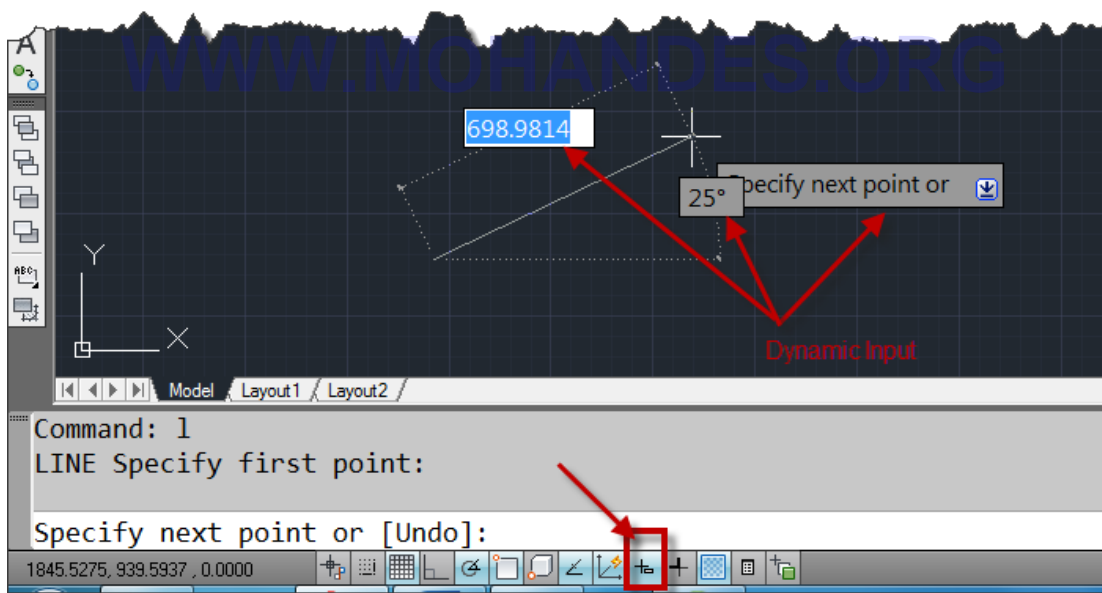 A
WWW.MOHANDES.ORG
698.9814
Specify next point or
25°
ABC
Y
X
Dynamic Input
Model Layout1 Layout2
Command: l
LINE Specify first point:
Specify next point or [Undo]:
1845.5275, 939.5937 , 0.0000